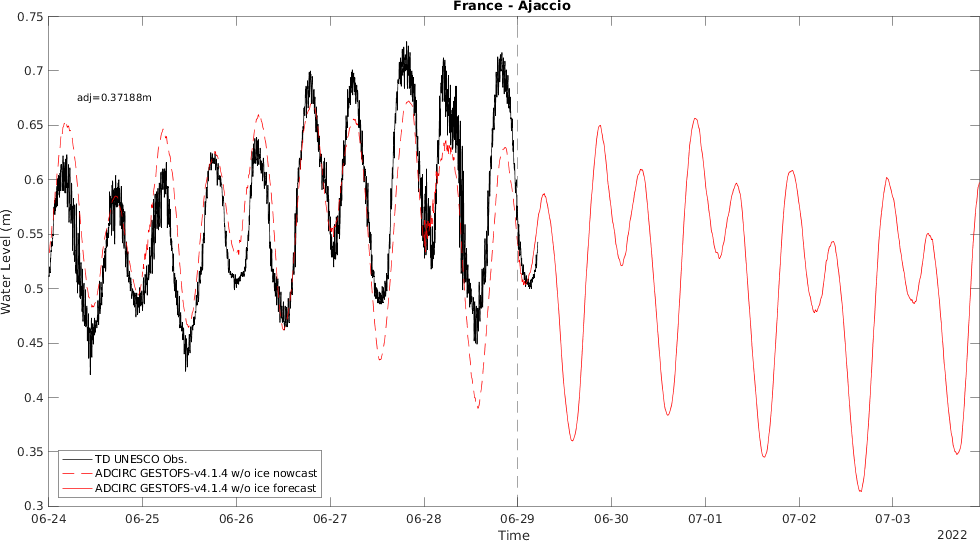 France - Ajaccio
0.75
0.7
0.65
0.6
0.55
0.5
0.45
0.4
0.35
0.3
Water Level (m)
adj=0.37188m
TD UNESCO Obs.
ADCIRC GESTOFS-v4.1.4 w/o ice nowcast
ADCIRC GESTOFS-v4.1.4 w/o ice forecast
06-24 06-25 06-26 06-27 06-28 06-29 06-30 07-01 07-02 07-03
Time
2022